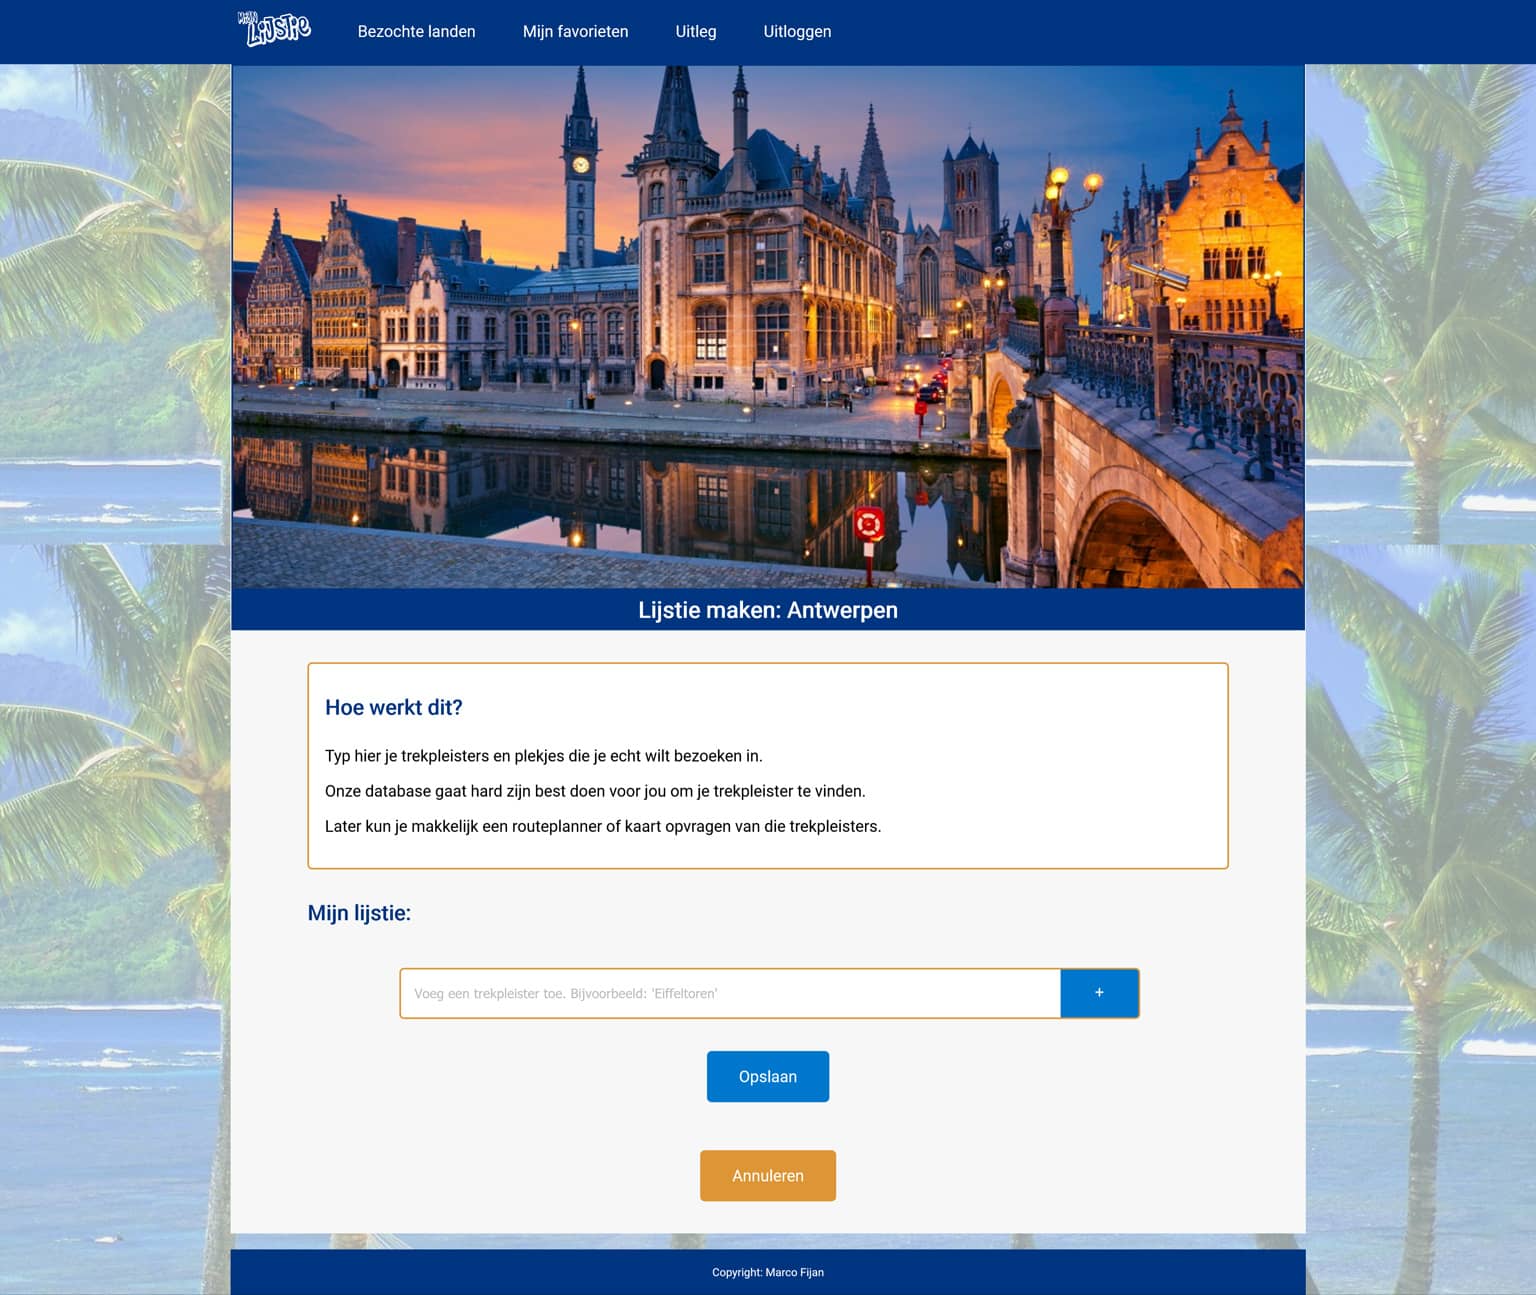 Mijn
Lijstie
Bezochte landen
Mijn favorieten
Uitleg
Uitloggen
Lijstie maken: Antwerpen
Hoe werkt dit?
Typ hier je trekpleisters en plekjes die je echt wilt bezoeken in.
Onze database gaat hard zijn best doen voor jou om je trekpleister te vinden.
Later kun je makkelijk een routeplanner of kaart opvragen van die trekpleisters.
Mijn lijstie:
Voeg een trekpleister toe. Bijvoorbeeld: 'Eiffeltoren'
+
Opslaan
Annuleren
Copyright: Marco Fijan